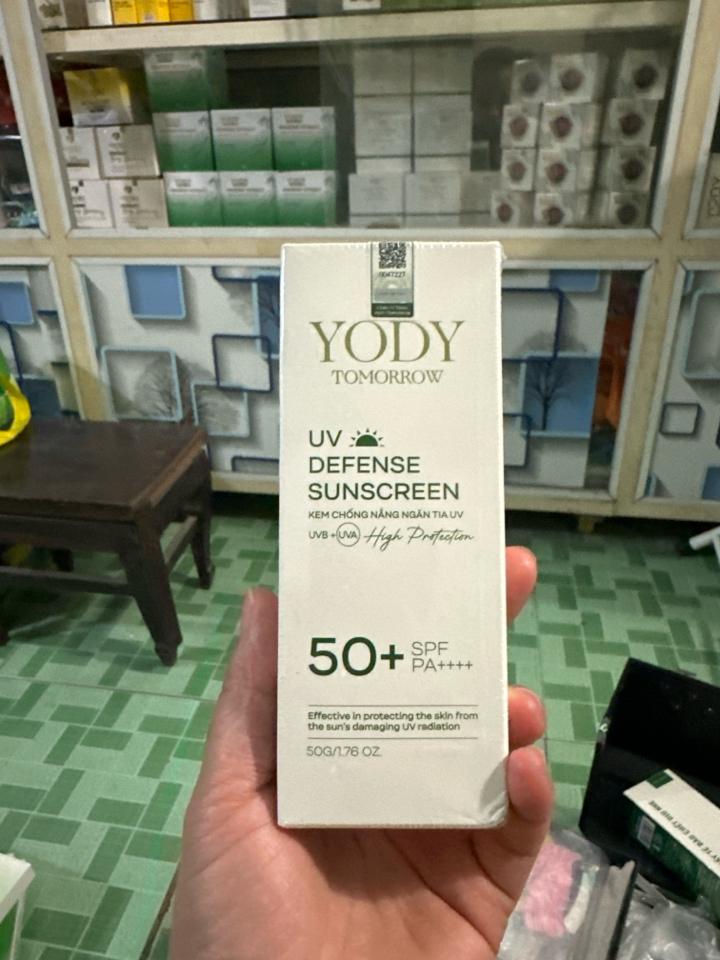 YODY
TOMORROW
UV
DEFENSE
SUNSCREEN
KEM CHỐNG NẮNG NGĂN TIA UV
UVB + UVA High Protection
50+ SPF
PA++++
Effective in protecting the skin from
the sun's damaging UV radiation
50G/1.76 OZ.